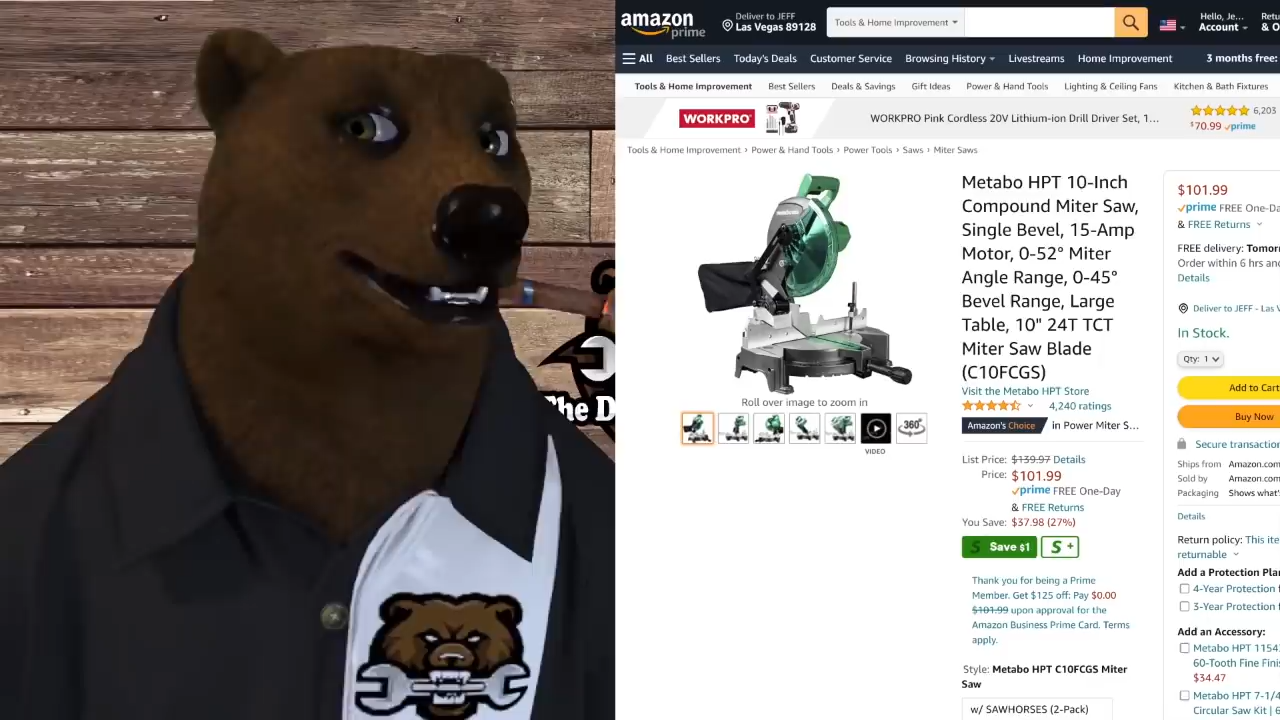 The D
amazon
prime
Deliver to JEFF
Las Vegas 89128
Tools & Home Improvement
Hello, Je...
Account
Retu
& O
All Best Sellers Today's Deals Customer Service Browsing History Livestreams Home Improvement 3 months free:
Tools & Home Improvement Best Sellers Deals & Savings Gift Ideas Power & Hand Tools Lighting & Ceiling Fans Kitchen & Bath Fixtures
WORKPRO
WORKPRO Pink Cordless 20V Lithium-ion Drill Driver Set, 1...
6,203
$70.99 prime
Tools & Home Improvement › Power & Hand Tools › Power Tools › Saws › Miter Saws
Roll over image to zoom in
360°
VIDEO
Metabo HPT 10-Inch
Compound Miter Saw,
Single Bevel, 15-Amp
Motor, 0-52° Miter
Angle Range, 0-45°
Bevel Range, Large
Table, 10" 24T TCT
Miter Saw Blade
(C10FCGS)
Visit the Metabo HPT Store
4,240 ratings
Amazon's Choice in Power Miter S...
List Price: $139.97 Details
Price: $101.99
prime FREE One-Day
& FREE Returns
You Save: $37.98 (27%)
S Save $1 S +
Thank you for being a Prime
Member. Get $125 off: Pay $0.00
$101.99 upon approval for the
Amazon Business Prime Card. Terms
apply.
Style: Metabo HPT C10FCGS Miter
Saw
w/ SAWHORSES (2-Pack)
$101.99
prime FREE One-Da
& FREE Returns
FREE delivery: Tomor
Order within 6 hrs and
Details
Deliver to JEFF - Las V
In Stock.
Qty: 1
Add to Cart
Buy Now
Secure transaction
Ships from Amazon.com
Sold by Amazon.com
Packaging Shows what'
Details
Return policy: This ite
returnable
Add a Protection Plan
4-Year Protection f
3-Year Protection f
Add an Accessory:
Metabo HPT 11543
60-Tooth Fine Finis
$34.47
Metabo HPT 7-1/4
Circular Saw Kit | 6